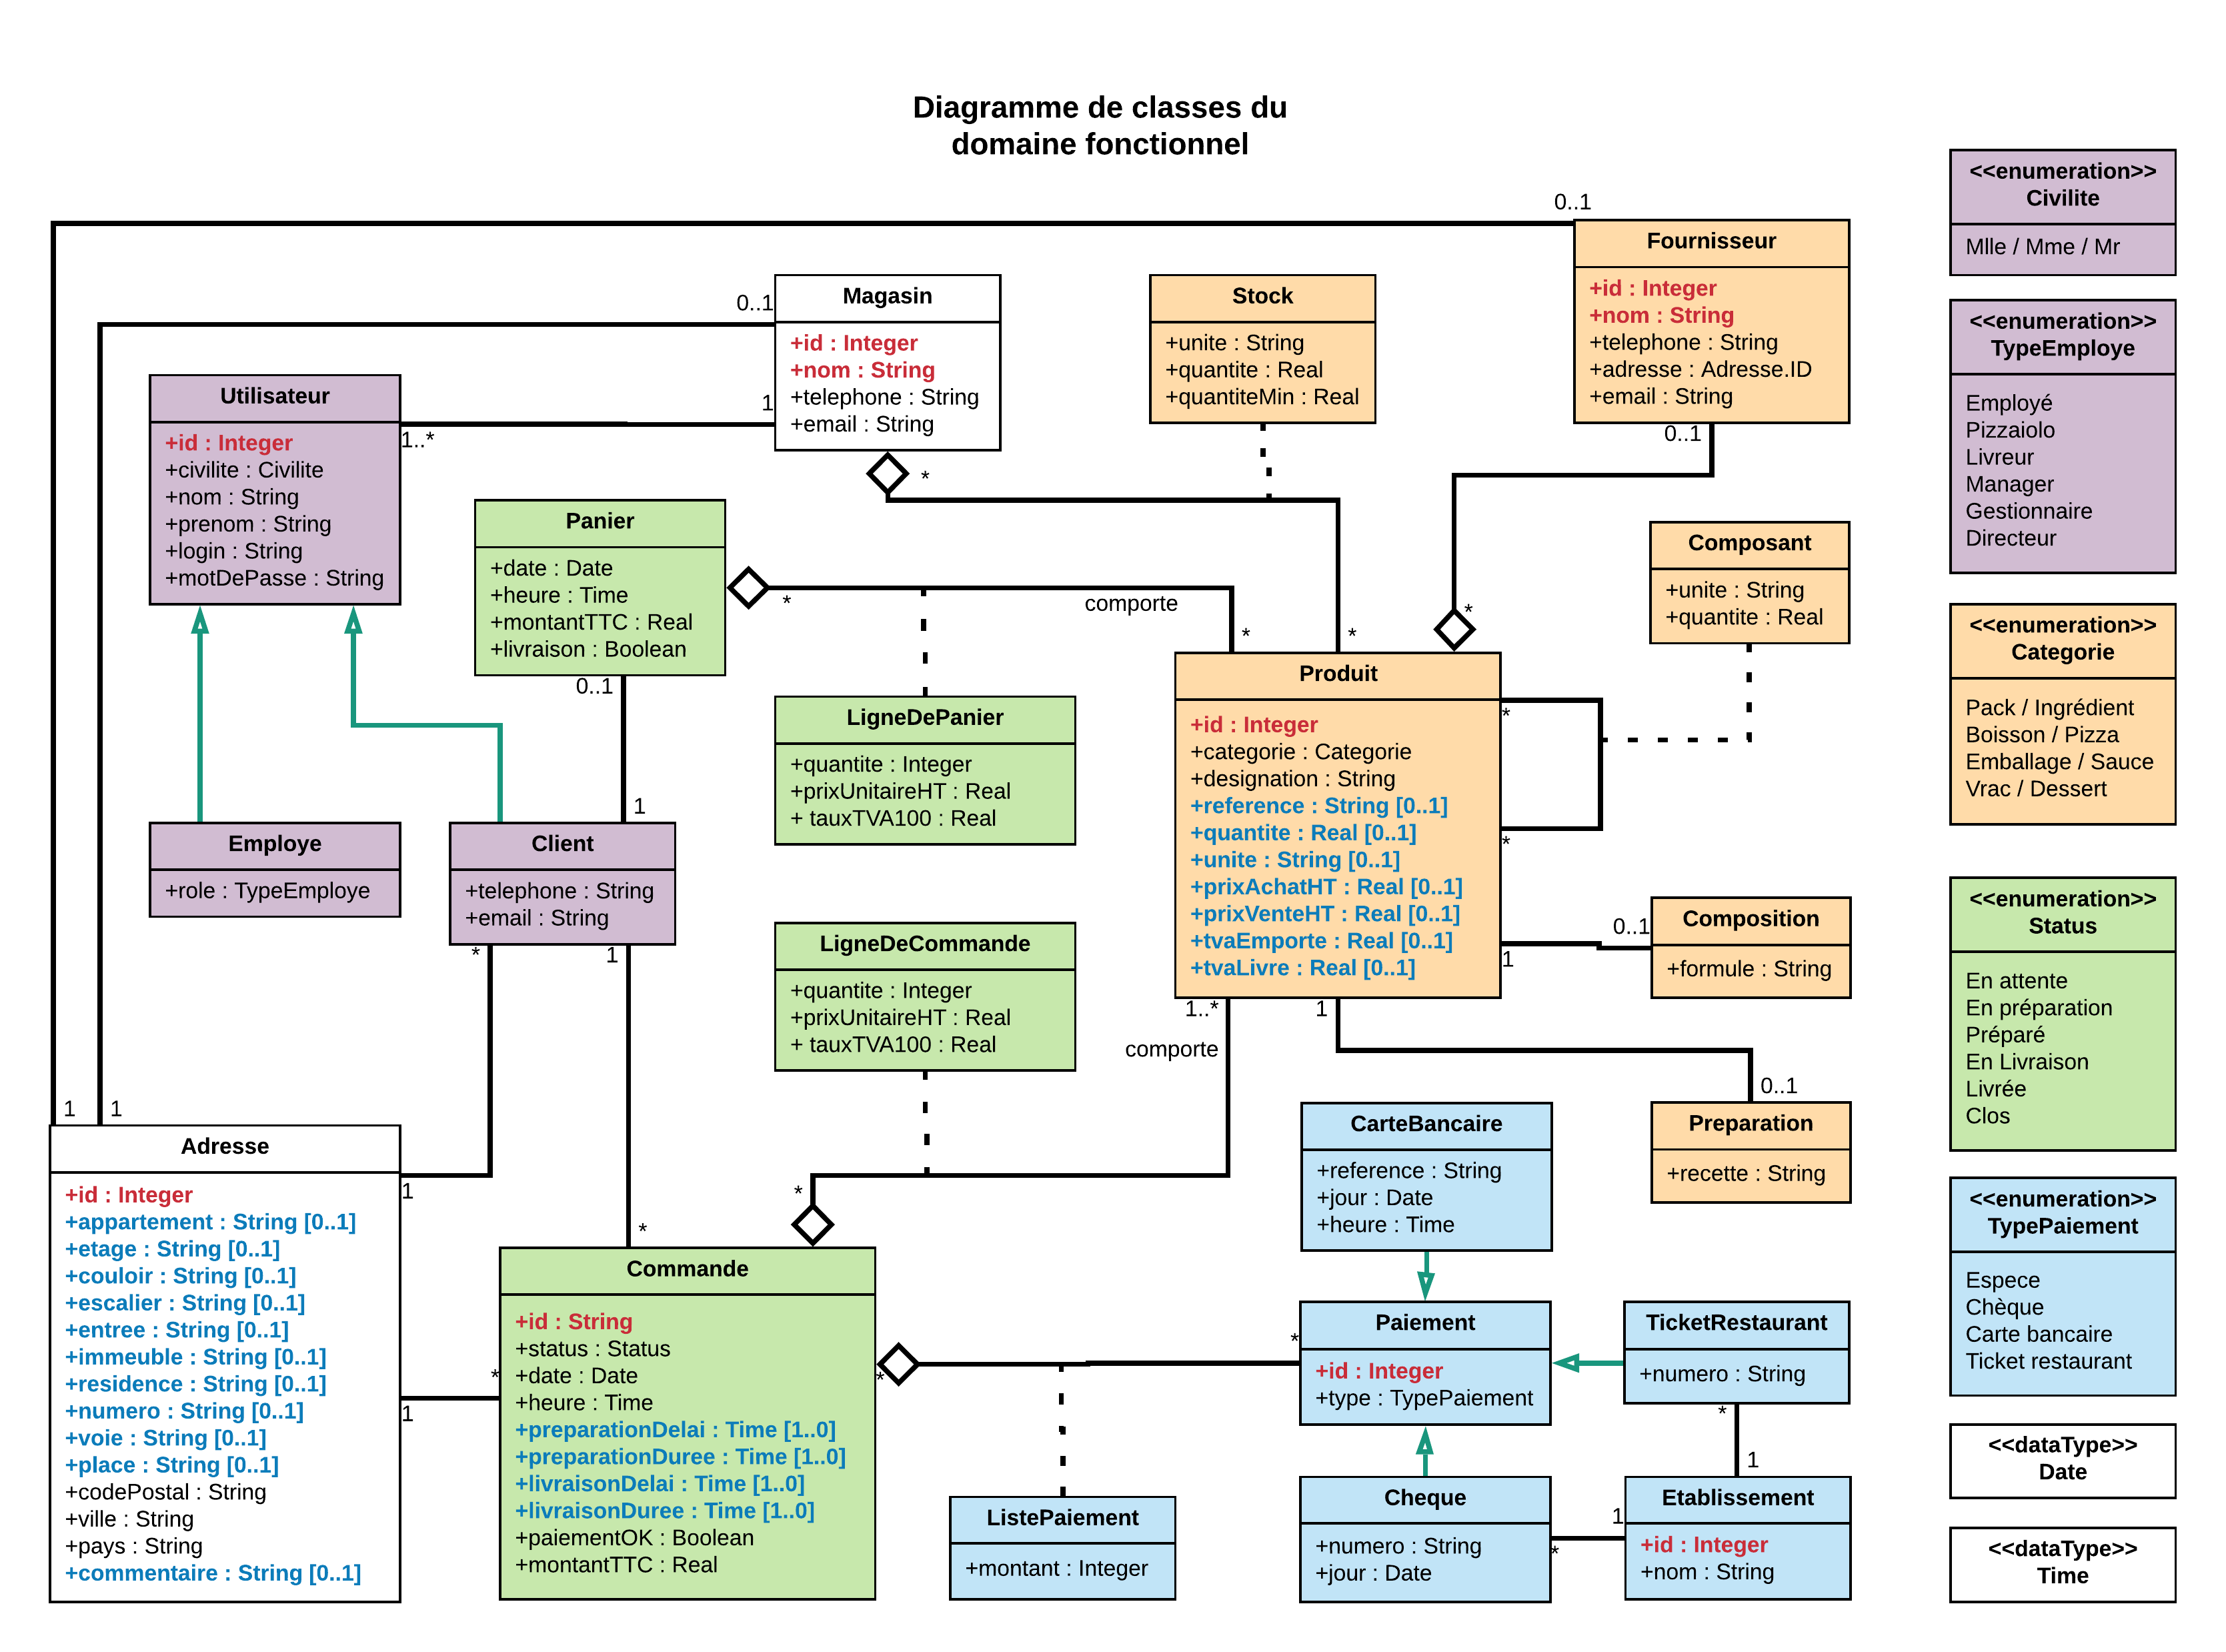 Diagramme de classes du
domaine fonctionnel
0..1
Fournisseur
+id : Integer
+nom : String
+telephone : String
+adresse : Adresse.ID
+email : String
0..1
0..1
Magasin
+id : Integer
+nom : String
+telephone : String
+email : String
1
*
Stock
+unite : String
+quantite : Real
+quantiteMin : Real
Utilisateur
+id : Integer
+civilite : Civilite
+nom : String
+prenom : String
+login : String
+motDePasse : String
1..*
Panier
+date : Date
+heure : Time
+montantTTC : Real
+livraison : Boolean
*
comporte
*
*
*
0..1
1
Composant
+unite : String
+quantite : Real
LigneDePanier
+quantite : Integer
+prixUnitaireHT : Real
+ tauxTVA100 : Real
Produit
+id : Integer
+categorie : Categorie
+designation : String
+reference : String [0..1]
+quantite : Real [0..1]
+unite : String [0..1]
+prixAchatHT : Real [0..1]
+prixVenteHT : Real [0..1]
+tvaEmporte : Real [0..1]
+tvaLivre : Real [0..1]
*
*
0..1
1
Employe
+role : TypeEmploye
Client
+telephone : String
+email : String
*
1
LigneDeCommande
+quantite : Integer
+prixUnitaireHT : Real
+ tauxTVA100 : Real
Composition
+formule : String
1..*
1
comporte
0..1
Preparation
+recette : String
1
1
Adresse
+id : Integer
+appartement : String [0..1]
+etage : String [0..1]
+couloir : String [0..1]
+escalier : String [0..1]
+entree : String [0..1]
+immeuble : String [0..1]
+residence : String [0..1]
+numero : String [0..1]
+voie : String [0..1]
+place : String [0..1]
+codePostal : String
+ville : String
+pays : String
+commentaire : String [0..1]
1
*
1
*
*
Commande
+id : String
+status : Status
+date : Date
+heure : Time
+preparationDelai : Time [1..0]
+preparationDuree : Time [1..0]
+livraisonDelai : Time [1..0]
+livraisonDuree : Time [1..0]
+paiementOK : Boolean
+montantTTC : Real
*
*
CarteBancaire
+reference : String
+jour : Date
+heure : Time
Paiement
+id : Integer
+type : TypePaiement
TicketRestaurant
+numero : String
*
1
ListePaiement
+montant : Integer
Cheque
+numero : String
+jour : Date
1
*
Etablissement
+id : Integer
+nom : String
<<enumeration>>
Civilite
Mlle / Mme / Mr
<<enumeration>>
TypeEmploye
Employé
Pizzaiolo
Livreur
Manager
Gestionnaire
Directeur
<<enumeration>>
Categorie
Pack / Ingrédient
Boisson / Pizza
Emballage / Sauce
Vrac / Dessert
<<enumeration>>
Status
En attente
En préparation
Préparé
En Livraison
Livrée
Clos
<<enumeration>>
TypePaiement
Espece
Chèque
Carte bancaire
Ticket restaurant
<<dataType>>
Date
<<dataType>>
Time